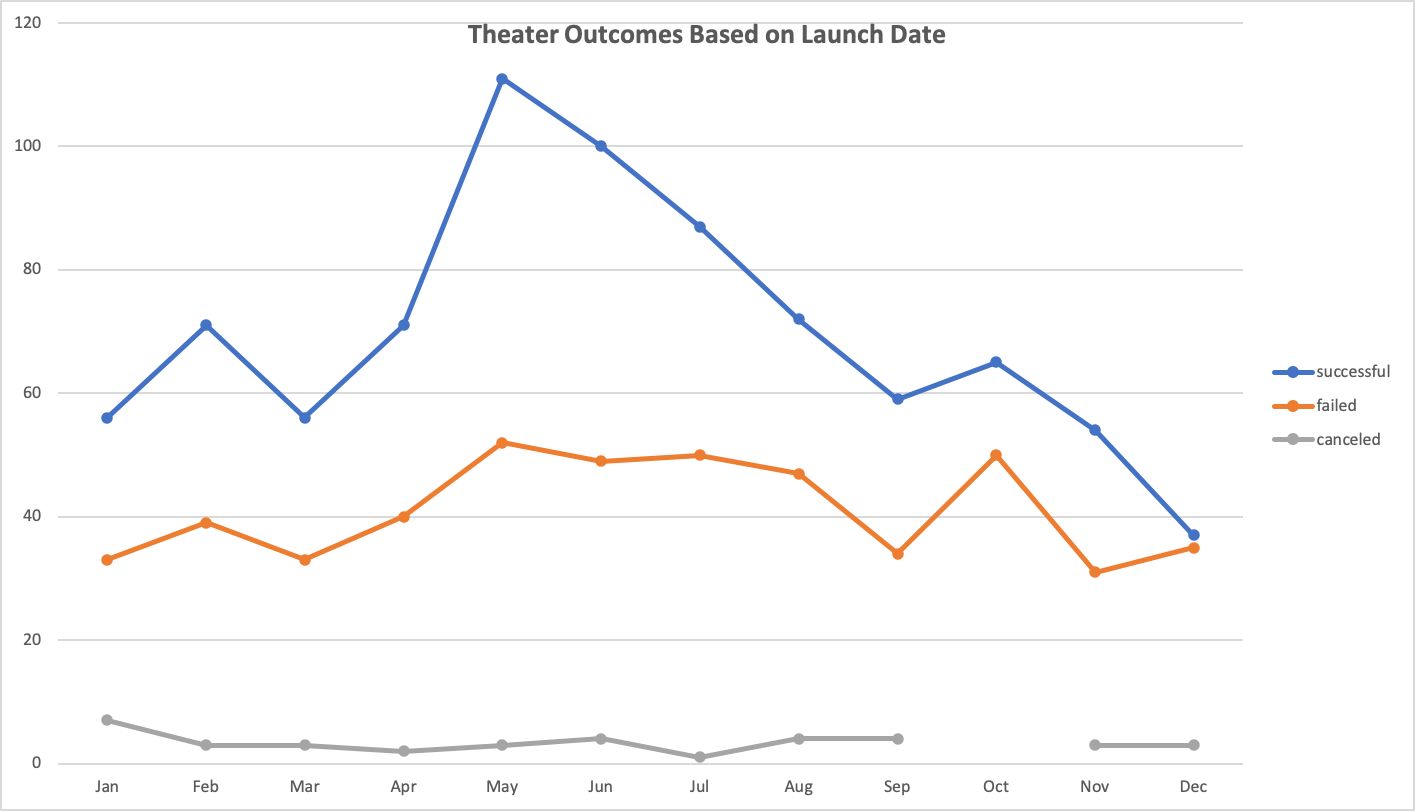 Theater Outcomes Based on Launch Date
120
100
80
60
40
20
0
Jan Feb Mar Apr May Jun Jul Aug Sep Oct Nov Dec
successful
failed
canceled